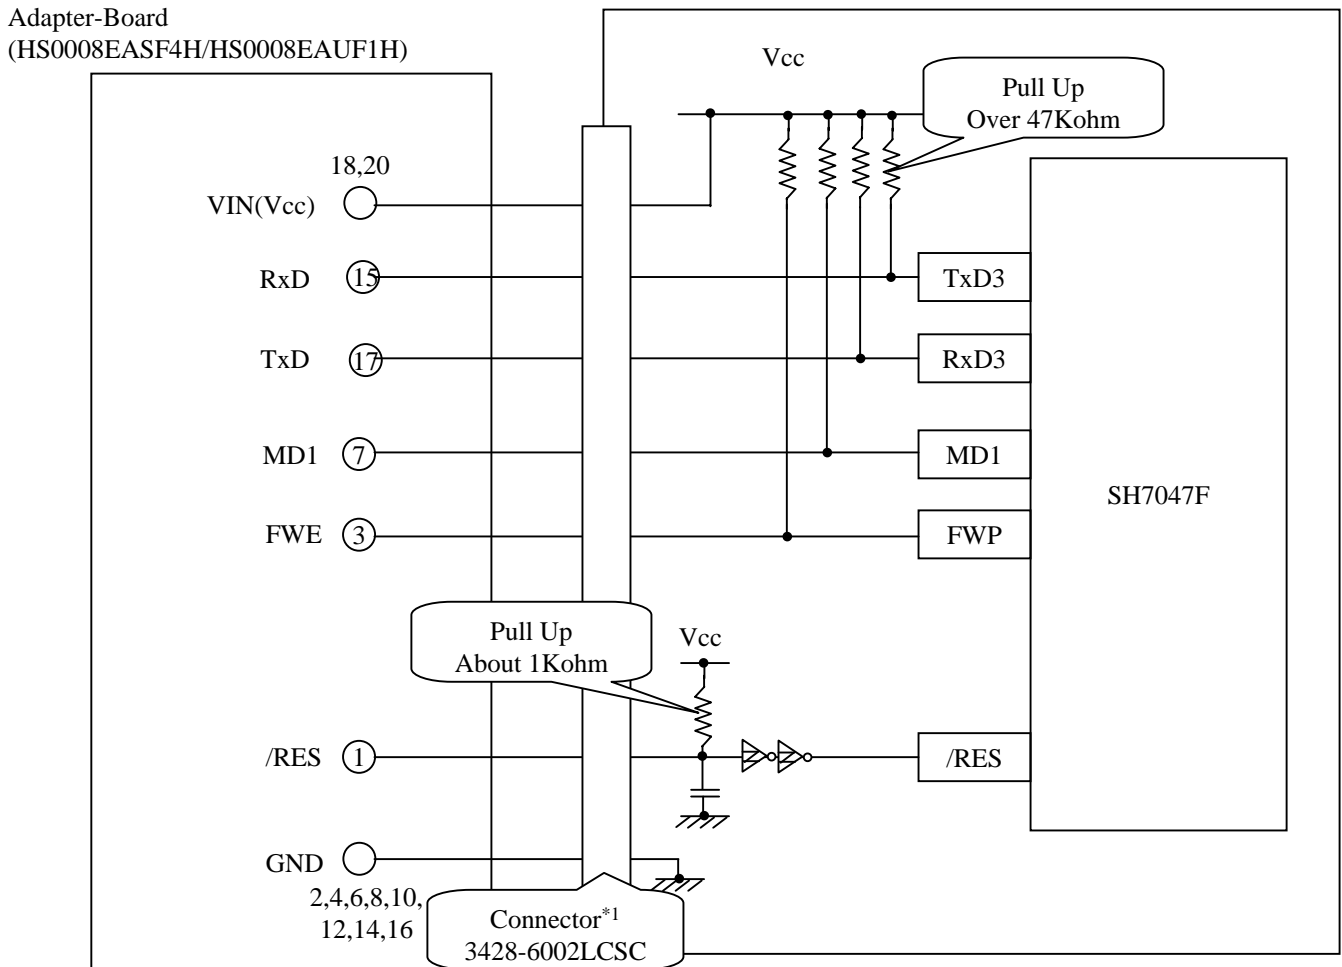 Adapter-Board
(HS0008EASF4H/HS0008EAUF1H)
Vcc
Pull Up
Over 47Kohm
18,20
VIN(Vcc)
RxD 15 TxD3
TxD 17 RxD3
MD1 7 MD1
SH7047F
FWE 3 FWP
Pull Up
About 1Kohm
Vcc
/RES 1 /RES
GND
2,4,6,8,10,
12,14,16
Connector*1
3428-6002LCSC